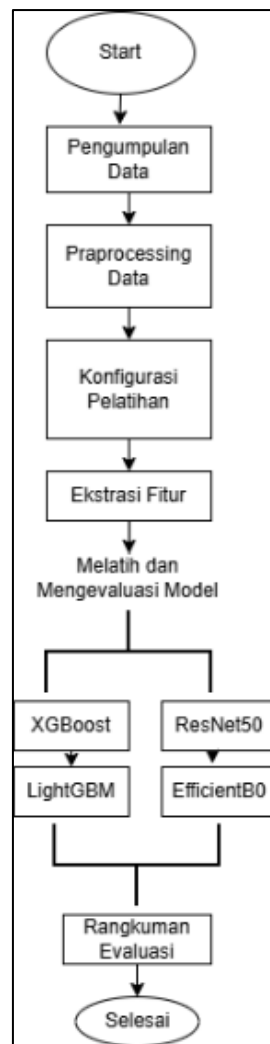 Start
Pengumpulan
Data
Praprocessing
Data
Konfigurasi
Pelatihan
Ekstrasi Fitur
Melatih dan
Mengevaluasi Model
XGBoost
ResNet50
LightGBM
EfficientB0
Rangkuman
Evaluasi
Selesai